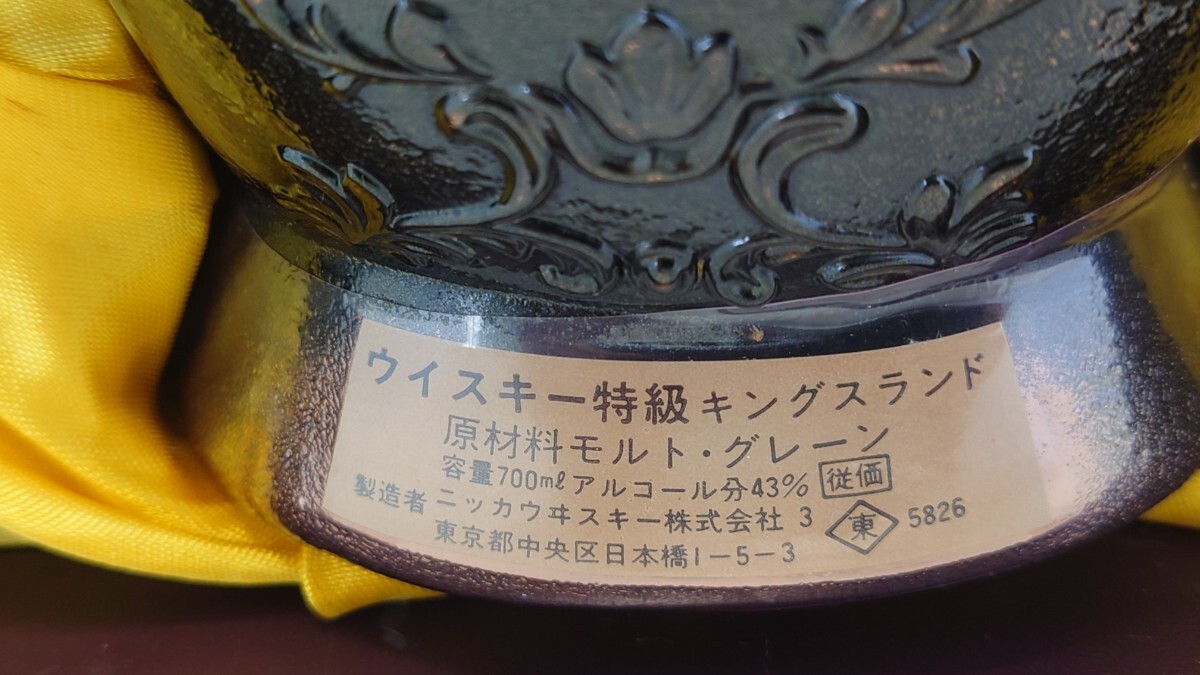 ウイスキー特級 キングスランド
原材料モルト・グレーン
容量700mlアルコール分43% 従価
製造者 ニッカウヰスキー株式会社 3 東 5826
東京都中央区日本橋1-5-3